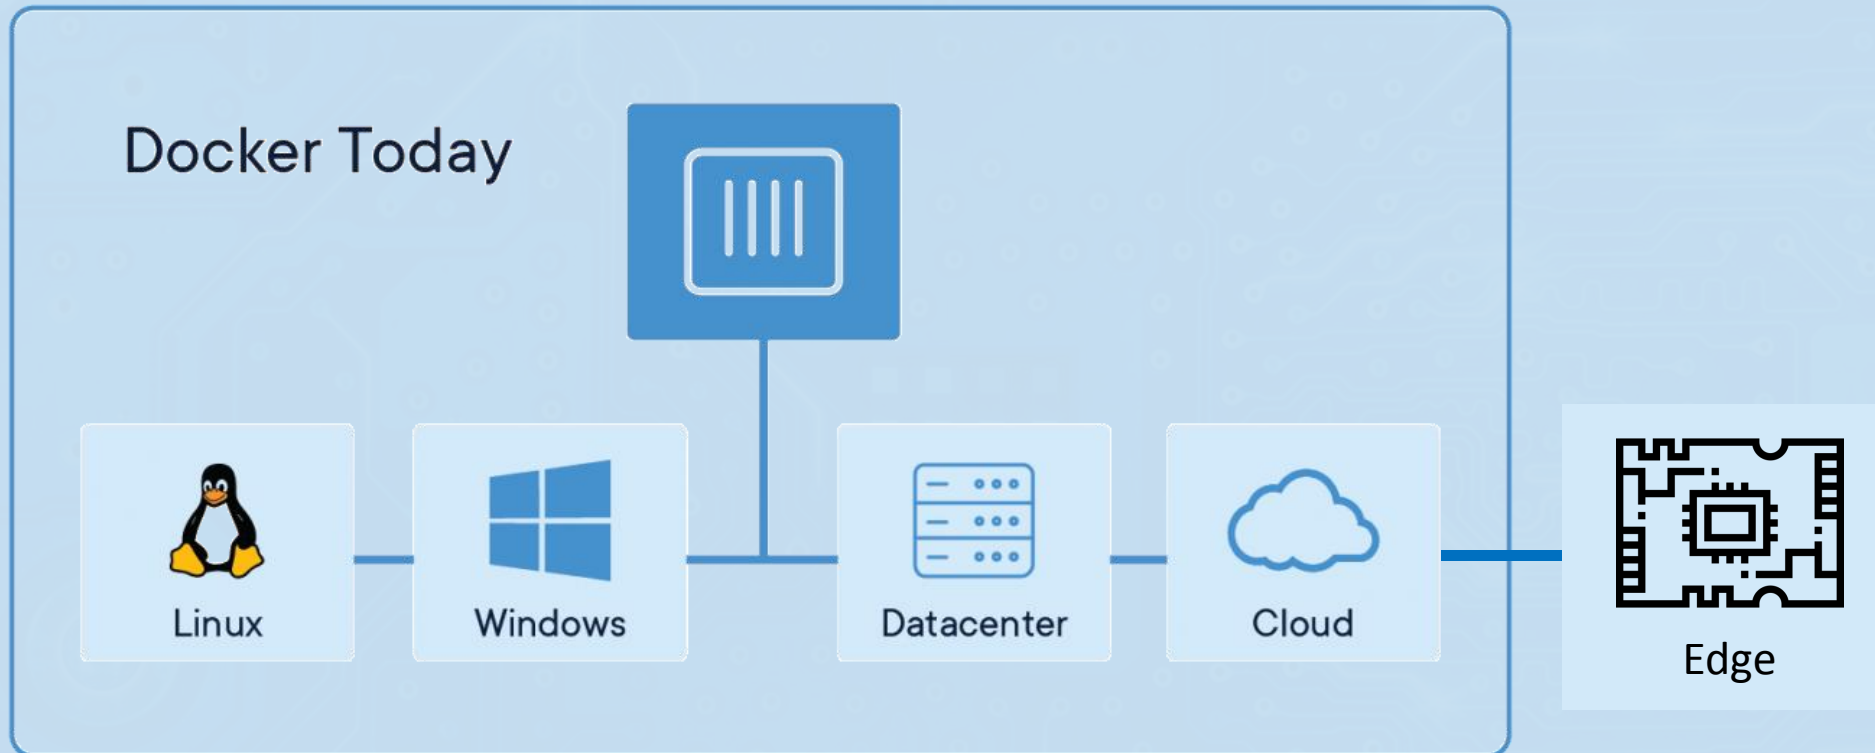 Docker Today
Linux
Windows
Datacenter
Cloud
Edge